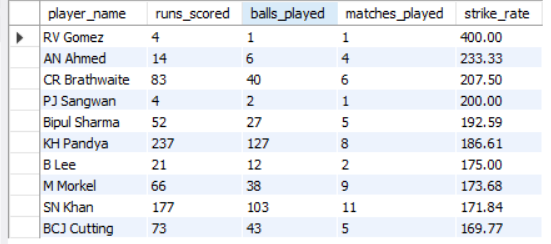 player_name runs_scored balls_played matches_played strike_rate
RV Gomez 4 1 1 400.00
AN Ahmed 14 6 4 233.33
CR Brathwaite 83 40 6 207.50
PJ Sangwan 4 2 1 200.00
Bipul Sharma 52 27 5 192.59
KH Pandya 237 127 8 186.61
B Lee 21 12 2 175.00
M Morkel 66 38 9 173.68
SN Khan 177 103 11 171.84
BCJ Cutting 73 43 5 169.77